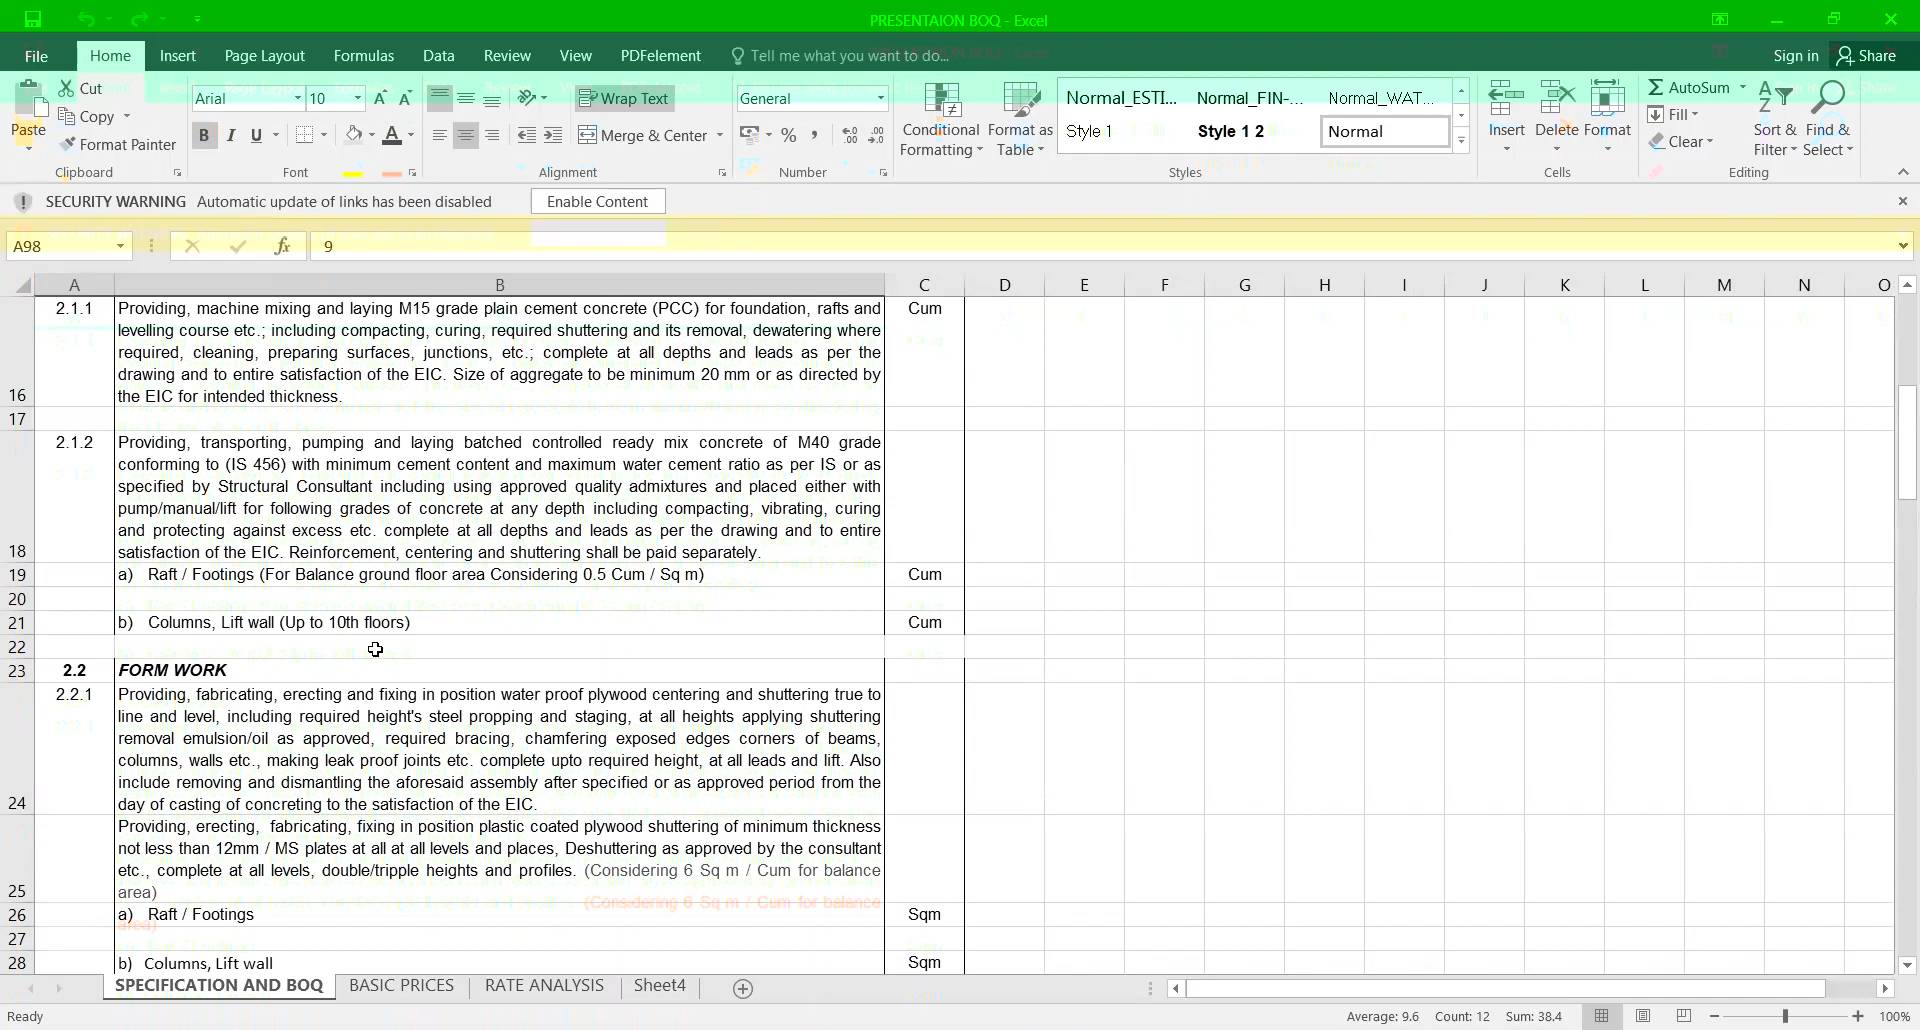 PRESENTAION BOQ - Excel
File Home Insert Page Layout Formulas Data Review View PDFelement Tell me what you want to do... Sign in Share
Paste Cut Copy Format Painter Clipboard
Arial 10 A A B I U A Font
Wrap Text Merge & Center Alignment
General % , Number
Conditional Formatting Format as Table
Normal_ESTI... Normal_FIN-... Normal_WAT...
Style 1 Style 1 2 Normal
Styles
Insert Delete Format Cells
AutoSum Fill Clear Sort & Filter Find & Select Editing
SECURITY WARNING Automatic update of links has been disabled Enable Content
A98 fx 9
A B C D E F G H I J K L M N O
2.1.1 Providing, machine mixing and laying M15 grade plain cement concrete (PCC) for foundation, rafts and Cum
levelling course etc.; including compacting, curing, required shuttering and its removal, dewatering where
required, cleaning, preparing surfaces, junctions, etc.; complete at all depths and leads as per the
drawing and to entire satisfaction of the EIC. Size of aggregate to be minimum 20 mm or as directed by
16 the EIC for intended thickness.
17
2.1.2 Providing, transporting, pumping and laying batched controlled ready mix concrete of M40 grade
conforming to (IS 456) with minimum cement content and maximum water cement ratio as per IS or as
specified by Structural Consultant including using approved quality admixtures and placed either with
pump/manual/lift for following grades of concrete at any depth including compacting, vibrating, curing
and protecting against excess etc. complete at all depths and leads as per the drawing and to entire
18 satisfaction of the EIC. Reinforcement, centering and shuttering shall be paid separately.
19 a) Raft / Footings (For Balance ground floor area Considering 0.5 Cum / Sq m) Cum
20
21 b) Columns, Lift wall (Up to 10th floors) Cum
22
23 2.2 FORM WORK
2.2.1 Providing, fabricating, erecting and fixing in position water proof plywood centering and shuttering true to
line and level, including required height's steel propping and staging, at all heights applying shuttering
removal emulsion/oil as approved, required bracing, chamfering exposed edges corners of beams,
columns, walls etc., making leak proof joints etc. complete upto required height, at all leads and lift. Also
include removing and dismantling the aforesaid assembly after specified or as approved period from the
24 day of casting of concreting to the satisfaction of the EIC.
Providing, erecting, fabricating, fixing in position plastic coated plywood shuttering of minimum thickness
not less than 12mm / MS plates at all at all levels and places, Deshuttering as approved by the consultant
etc., complete at all levels, double/tripple heights and profiles. (Considering 6 Sq m / Cum for balance
25 area)
26 a) Raft / Footings Sqm
27
28 b) Columns, Lift wall Sqm
SPECIFICATION AND BOQ BASIC PRICES RATE ANALYSIS Sheet4
Ready Average: 9.6 Count: 12 Sum: 38.4 100%